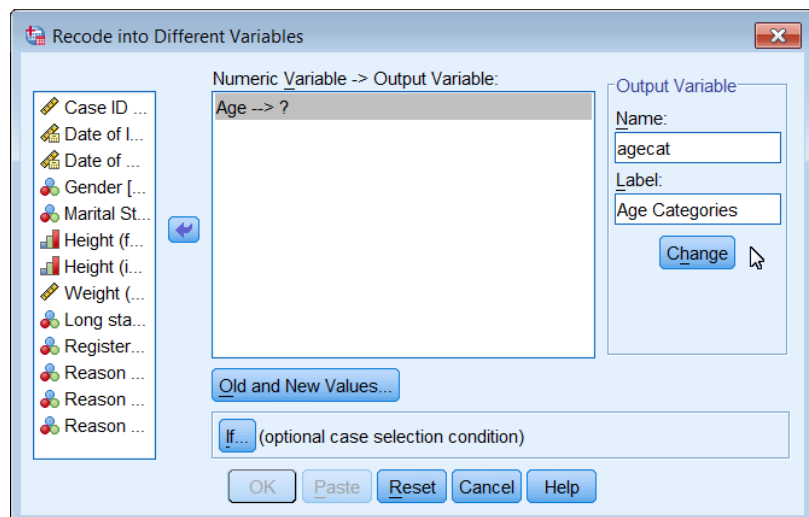 Recode into Different Variables
Numeric Variable -> Output Variable:
Case ID ...
Date of I...
Date of ...
Gender [...
Marital St...
Height (f...
Height (i...
Weight (...
Long sta...
Register...
Reason ...
Reason ...
Reason ...
Age --> ?
Output Variable
Name:
agecat
Label:
Age Categories
Change
Old and New Values...
If... (optional case selection condition)
OK Paste Reset Cancel Help